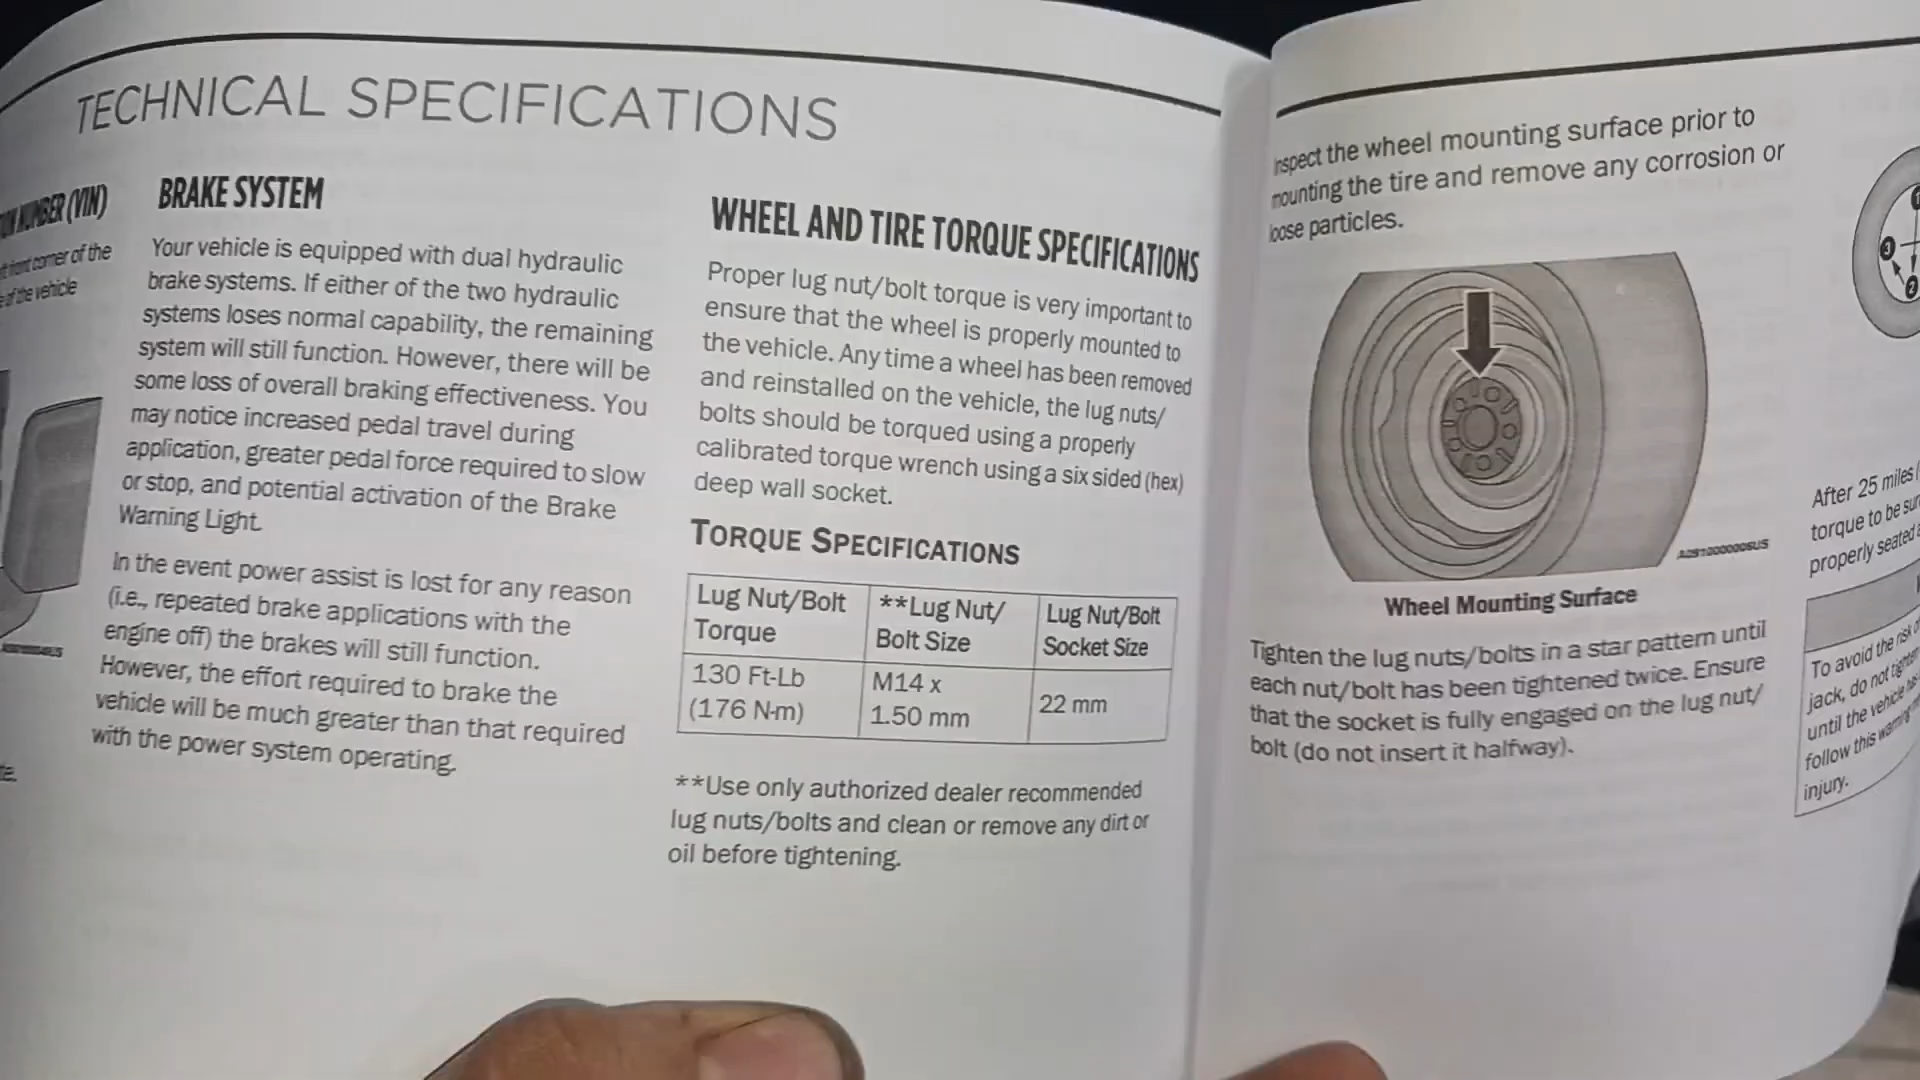 TECHNICAL SPECIFICATIONS
NUMBER (VIN)
front corner of the
of the vehicle
BRAKE SYSTEM
Your vehicle is equipped with dual hydraulic
brake systems. If either of the two hydraulic
systems loses normal capability, the remaining
system will still function. However, there will be
some loss of overall braking effectiveness. You
may notice increased pedal travel during
application, greater pedal force required to slow
or stop, and potential activation of the Brake
Warning Light.
In the event power assist is lost for any reason
(i.e., repeated brake applications with the
engine off) the brakes will still function.
However, the effort required to brake the
vehicle will be much greater than that required
with the power system operating.
WHEEL AND TIRE TORQUE SPECIFICATIONS
Proper lug nut/bolt torque is very important to
ensure that the wheel is properly mounted to
the vehicle. Any time a wheel has been removed
and reinstalled on the vehicle, the lug nuts/
bolts should be torqued using a properly
calibrated torque wrench using a six sided (hex)
deep wall socket.
TORQUE SPECIFICATIONS
Lug Nut/Bolt
Torque
**Lug Nut/
Bolt Size
Lug Nut/Bolt
Socket Size
130 Ft-Lb
(176 N·m)
M14 x
1.50 mm
22 mm
**Use only authorized dealer recommended
lug nuts/bolts and clean or remove any dirt or
oil before tightening.
Inspect the wheel mounting surface prior to
mounting the tire and remove any corrosion or
loose particles.
Wheel Mounting Surface
Tighten the lug nuts/bolts in a star pattern until
each nut/bolt has been tightened twice. Ensure
that the socket is fully engaged on the lug nut/
bolt (do not insert it halfway).
1
3
2
After 25 miles
torque to be
properly seated
To avoid the risk
jack, do not
until the vehicle
follow this warning
injury.